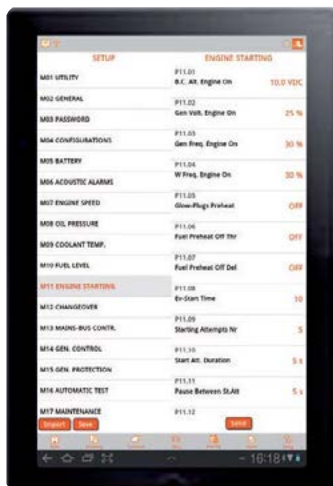 SETUP
M01 UTILITY
M02 GENERAL
M03 PASSWORD
M04 CONFIGURATIONS
M05 BATTERY
M06 ACOUSTIC ALARMS
M07 ENGINE SPEED
M08 OIL PRESSURE
M09 COOLANT TEMP.
M10 FUEL LEVEL
M11 ENGINE STARTING
M12 CHANGEOVER
M13 MAINS-BUS CONTR.
M14 GEN. CONTROL
M15 GEN. PROTECTION
M16 AUTOMATIC TEST
M17 MAINTENANCE
Import Save
ENGINE STARTING
P11.01
B.C. Alt. Engine On 10.0 VDC
P11.02
Gen Volt. Engine On 25 %
P11.03
Gen Freq. Engine On 30 %
P11.04
W Freq. Engine On 30 %
P11.05
Glow-Plugs Preheat OFF
P11.06
Fuel Preheat Off Thr OFF
P11.07
Fuel Preheat Off Del OFF
P11.08
Ev-Start Time 10
P11.09
Starting Attempts Nr 5
P11.10
Start Att. Duration 5 s
P11.11
Pause Between St.Att 5 s
P11.12
Send
16:18